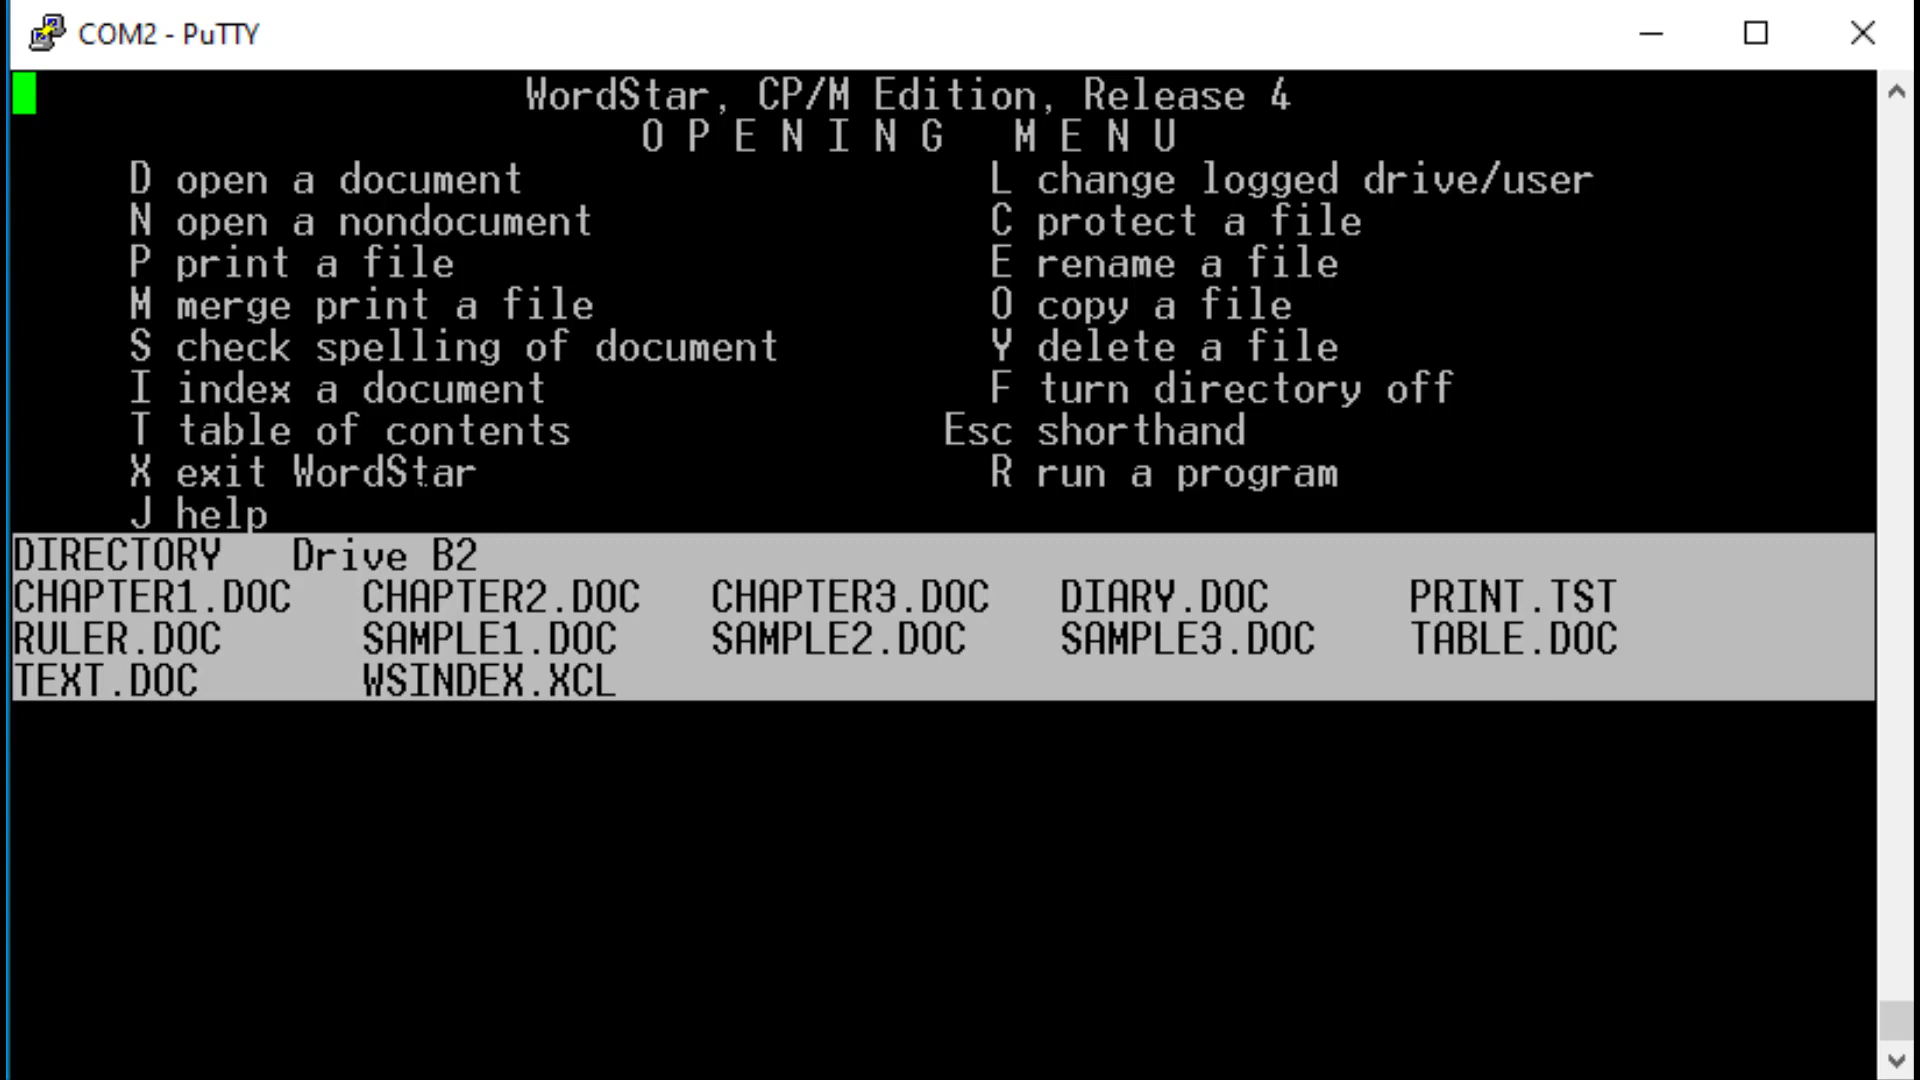 COM2 - PuTTY
WordStar, CP/M Edition, Release 4
O P E N I N G   M E N U
D open a document   L change logged drive/user
N open a nondocument   C protect a file
P print a file   E rename a file
M merge print a file   O copy a file
S check spelling of document   Y delete a file
I index a document   F turn directory off
T table of contents   Esc shorthand
X exit WordStar   R run a program
J help
DIRECTORY   Drive B2
CHAPTER1.DOC   CHAPTER2.DOC   CHAPTER3.DOC   DIARY.DOC   PRINT.TST
RULER.DOC   SAMPLE1.DOC   SAMPLE2.DOC   SAMPLE3.DOC   TABLE.DOC
TEXT.DOC   WSINDEX.XCL